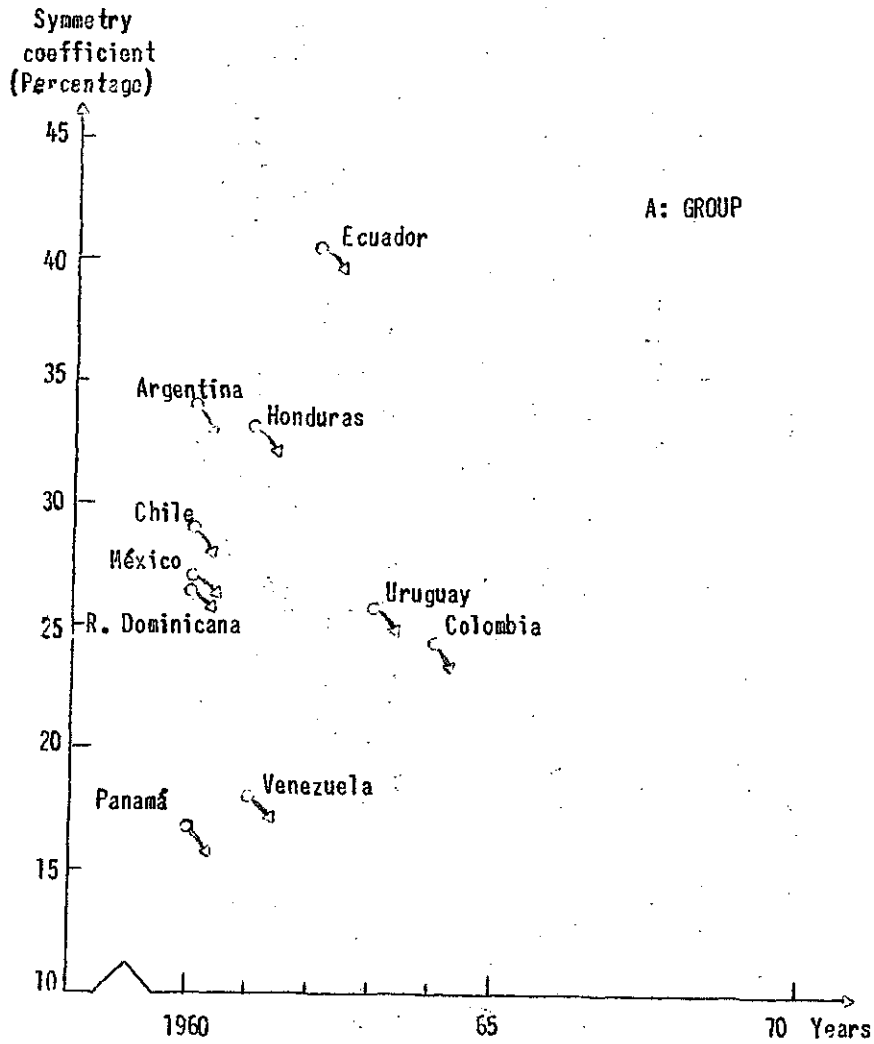 Symmetry
coefficient
(Percentage)
45
A: GROUP
Ecuador
40
35
Argentina
Honduras
30
Chile
México
Uruguay
25
R. Dominicana
Colombia
20
Venezuela
Panamá
15
10
1960
65
70 Years